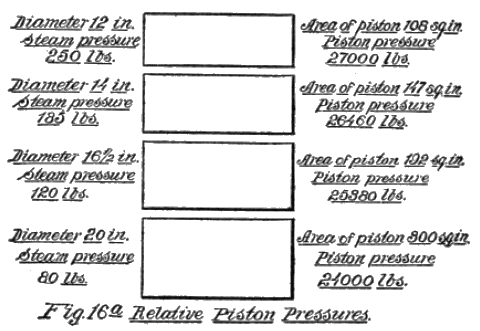 Diameter 12 in.
Steam pressure
250 lbs.
Area of piston 108 sq.in.
Piston pressure
27000 lbs.
Diameter 14 in.
Steam pressure
185 lbs.
Area of piston 147 sq.in.
Piston pressure
26460 lbs.
Diameter 16½ in.
Steam pressure
120 lbs.
Area of piston 192 sq.in.
Piston pressure
25380 lbs.
Diameter 20 in.
Steam pressure
80 lbs.
Area of piston 300 sq in.
Piston pressure
24000 lbs.
Fig. 16a Relative Piston Pressures.